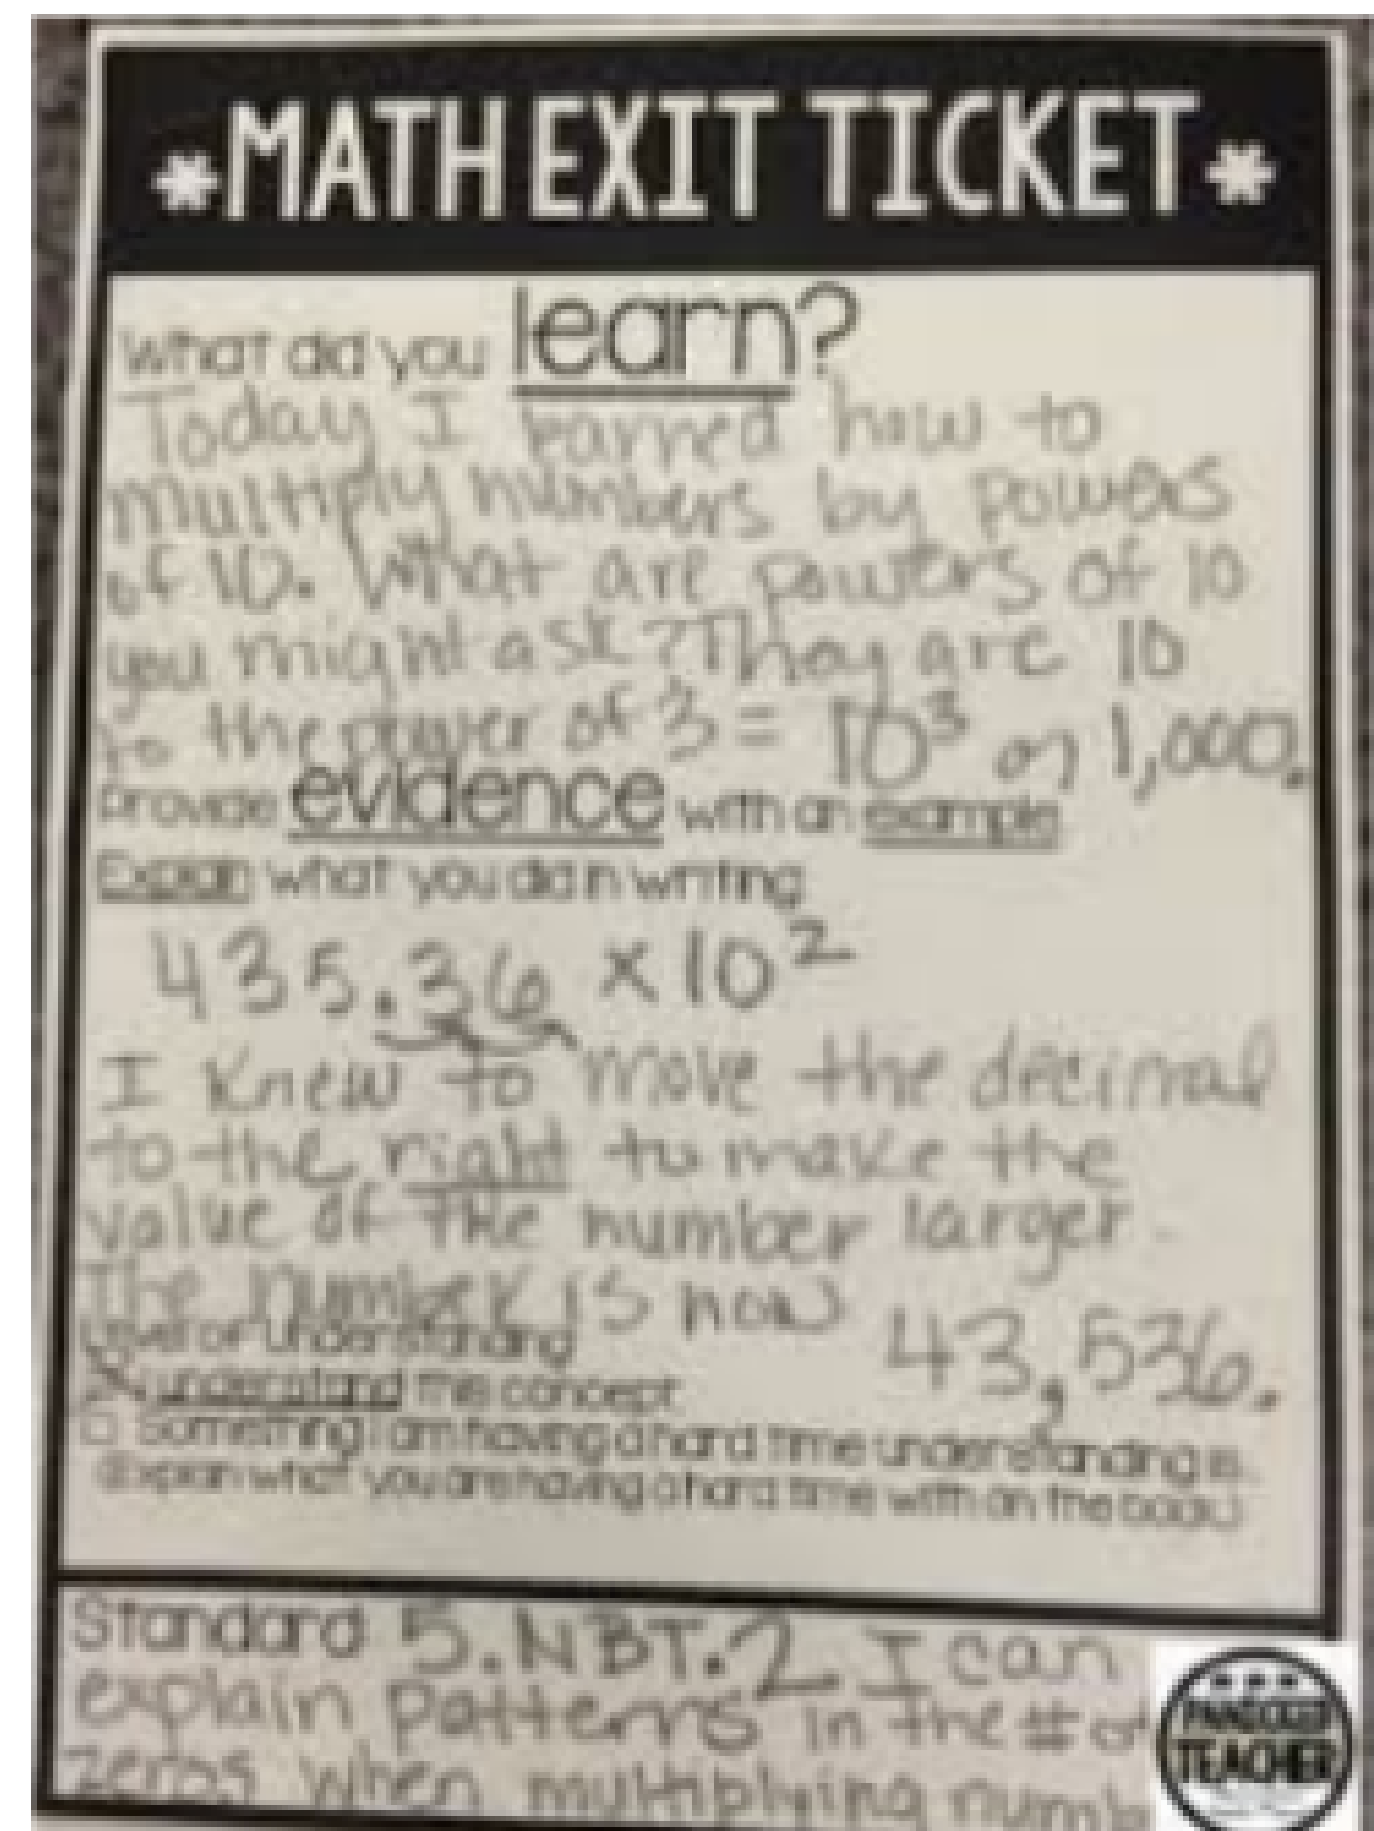 *MATH EXIT TICKET*
What did you learn?
Today I learned how to
multiply numbers by powers
of 10. What are powers of 10
you might ask? They are 10
to the power of 3 = 10³ or 1,000.
Provide evidence with an example.
Explain what you did in writing.
435.36 × 10²
I knew to move the decimal
to the right to make the
value of the number larger.
The number is now 43,536.
Level of Understanding
understand this concept.
Something I am having a hard time understanding is...
(Explain what you are having a hard time with on the back.)
Standard 5.NBT.2 I can
explain patterns in the # of
zeros when multiplying numb
TEACHER